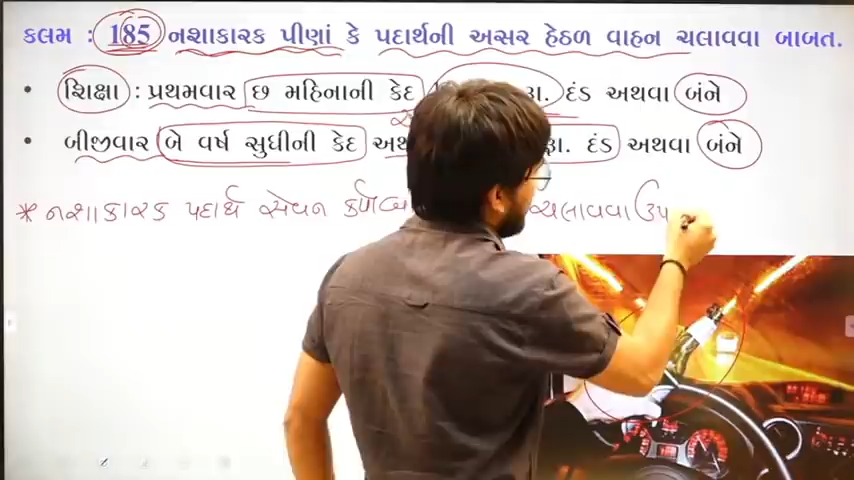 કલમ : 185 નશાકારક પીણાં કે પદાર્થની અસર હેઠળ વાહન ચલાવવા બાબત.
• શિક્ષા : પ્રથમવાર છ મહિનાની કેદ રૂા. દંડ અથવા બંને
• બીજીવાર બે વર્ષ સુધીની કેદ રૂા. દંડ અથવા બંને
* નશાકારક પદાર્થ સેવન ચલાવવા